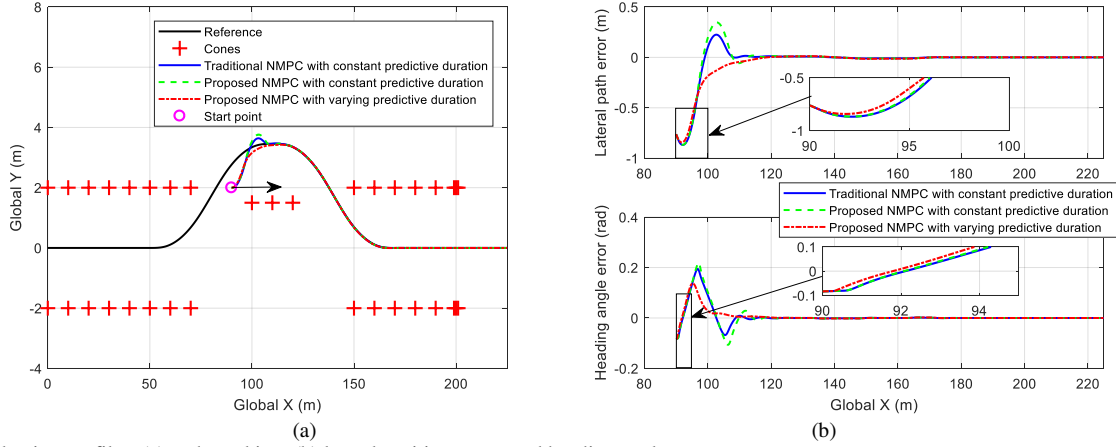 8
6
4
2
0
-2
-4
0
50
100
150
200
Global Y (m)
Global X (m)
Reference
Cones
Traditional NMPC with constant predictive duration
Proposed NMPC with constant predictive duration
Proposed NMPC with varying predictive duration
Start point
(a)
Lateral path error (m)
0.5
0
-0.5
-1
80
100
120
140
160
180
200
220
-0.5
-1
90
95
100
Traditional NMPC with constant predictive duration
Proposed NMPC with constant predictive duration
Proposed NMPC with varying predictive duration
Heading angle error (rad)
0.4
0.2
0
-0.2
0.1
0
-0.1
90
92
94
80
100
120
140
160
180
200
220
Global X (m)
(b)